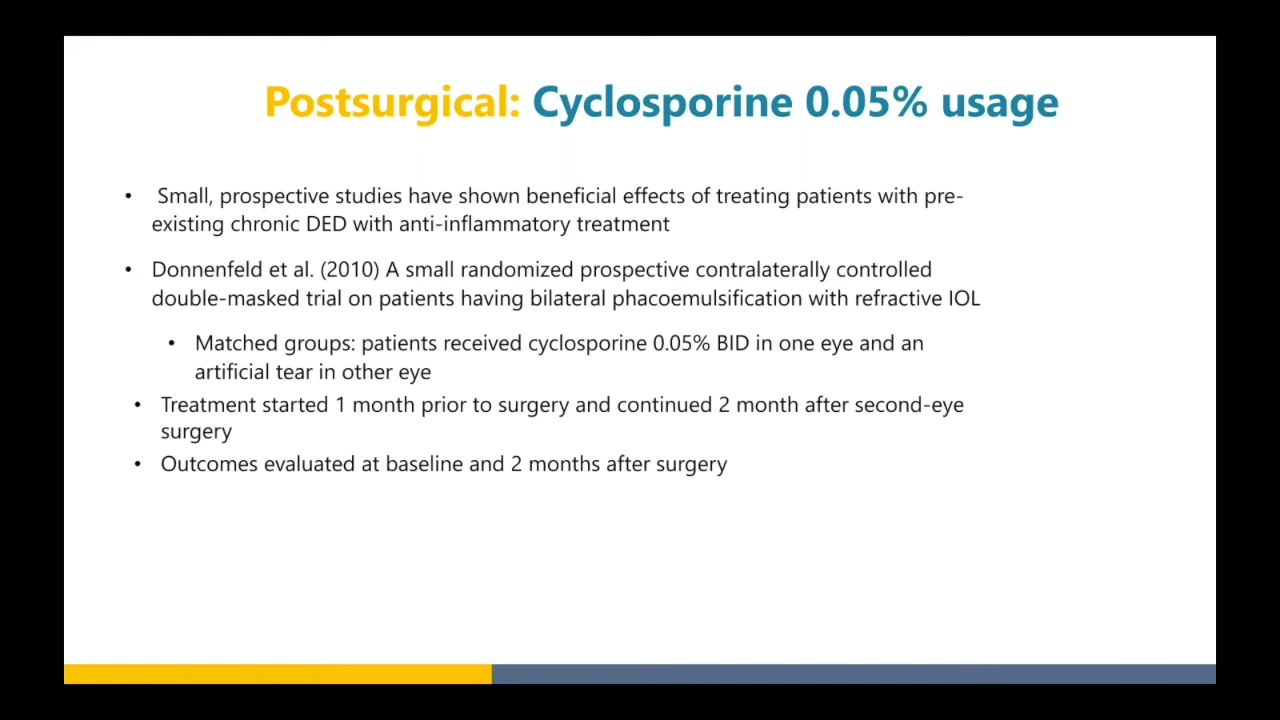 Postsurgical: Cyclosporine 0.05% usage
• Small, prospective studies have shown beneficial effects of treating patients with pre-
existing chronic DED with anti-inflammatory treatment
• Donnenfeld et al. (2010) A small randomized prospective contralaterally controlled
double-masked trial on patients having bilateral phacoemulsification with refractive IOL
• Matched groups: patients received cyclosporine 0.05% BID in one eye and an
artificial tear in other eye
• Treatment started 1 month prior to surgery and continued 2 month after second-eye
surgery
• Outcomes evaluated at baseline and 2 months after surgery